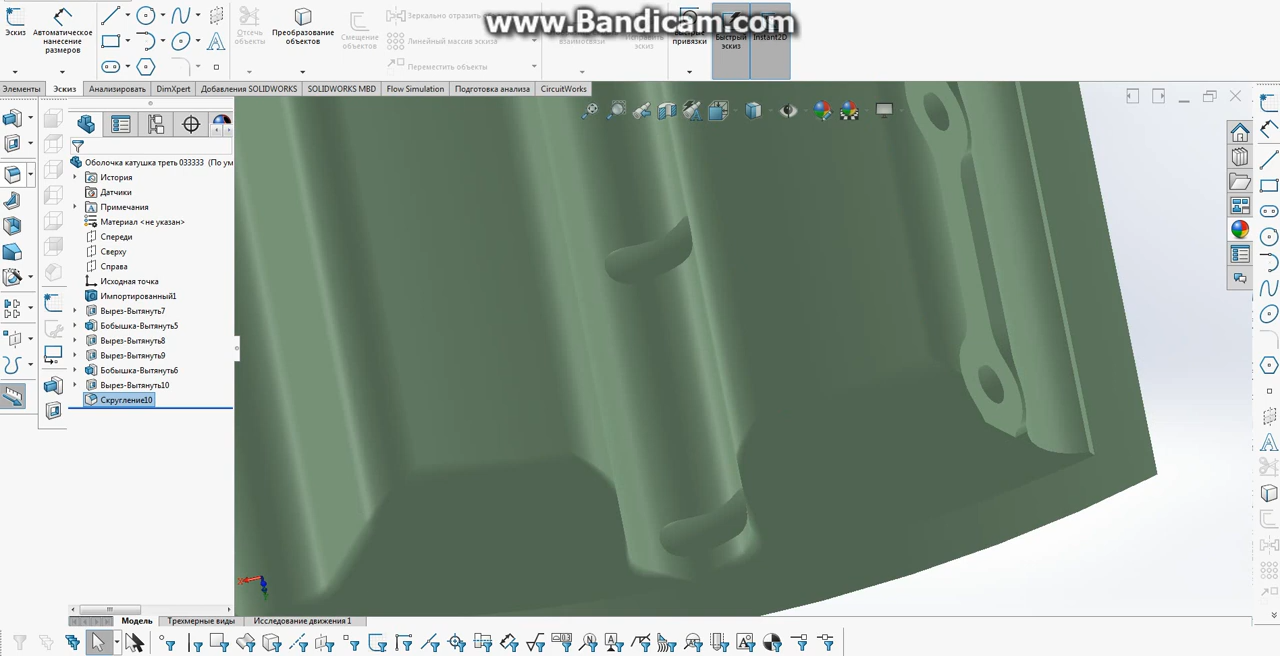 www.Bandicam.com
Эскиз
Автоматическое
нанесение
размеров
Отсечь
объекты
Преобразование
объектов
Смещение
объектов
Зеркально отразить
Линейный массив эскиза
Переместить объекты
взаимосвязи
эскиз
привязки
Быстрый
эскиз
Instant2D
Элементы
Эскиз
Анализировать
DimXpert
Добавления SOLIDWORKS
SOLIDWORKS MBD
Flow Simulation
Подготовка анализа
CircuitWorks
Оболочка катушка треть 033333 (По ум
История
Датчики
Примечания
Материал <не указан>
Спереди
Сверху
Справа
Исходная точка
Импортированный1
Вырез-Вытянуть7
Бобышка-Вытянуть5
Вырез-Вытянуть8
Вырез-Вытянуть9
Бобышка-Вытянуть6
Вырез-Вытянуть10
Скругление10
Модель
Трехмерные виды
Исследование движения 1